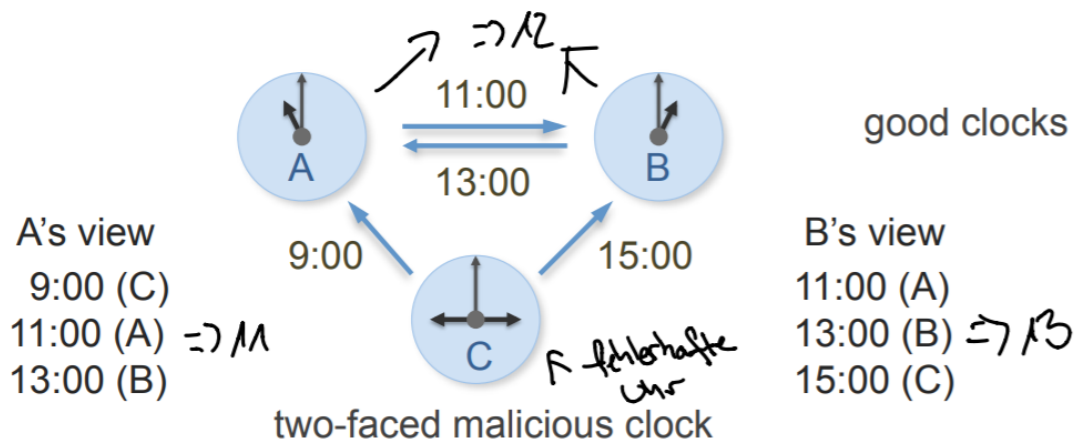 => 12
11:00
good clocks
A
B
13:00
A's view
9:00
15:00
B's view
9:00 (C)
11:00 (A)
11:00 (A) => 11
C
fehlerhafte
Uhr
13:00 (B) => 13
13:00 (B)
15:00 (C)
two-faced malicious clock